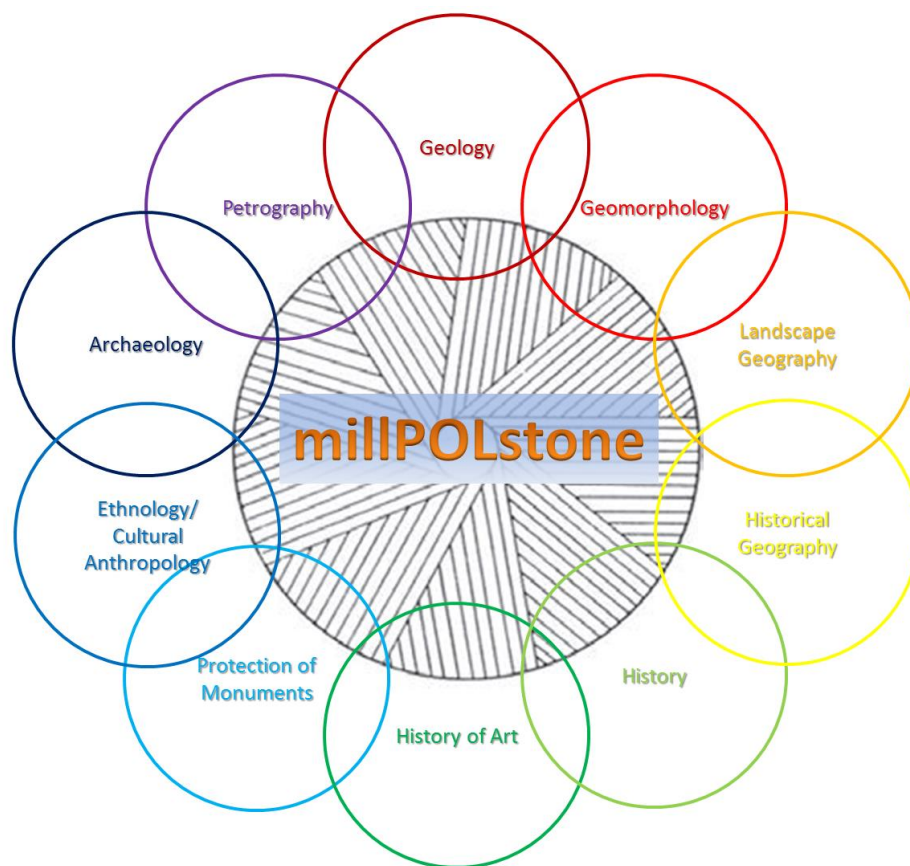 Geology
Petrography
Geomorphology
Archaeology
Landscape
Geography
millPOLstone
Ethnology/
Cultural
Anthropology
Historical
Geography
Protection of
Monuments
History
History of Art